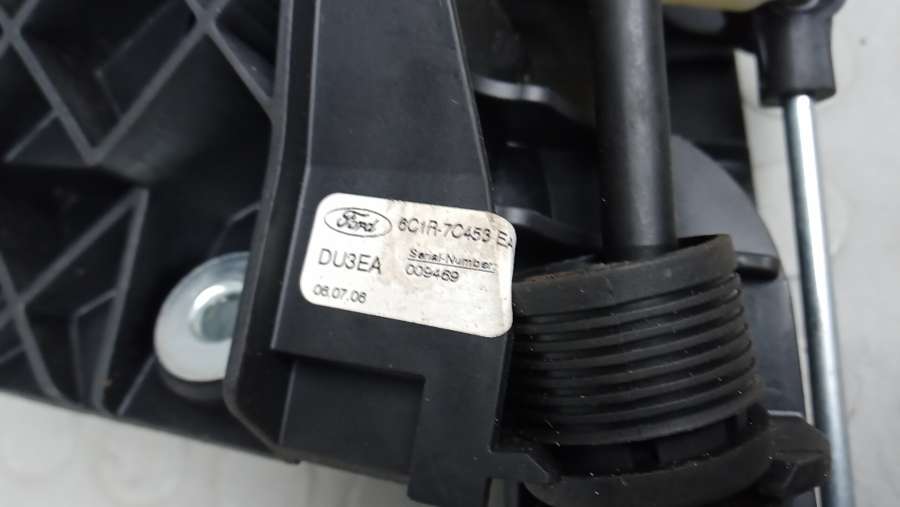 Ford 6C1R-7C453 EA
DU3EA Serial-Number:
009469
06.07.06